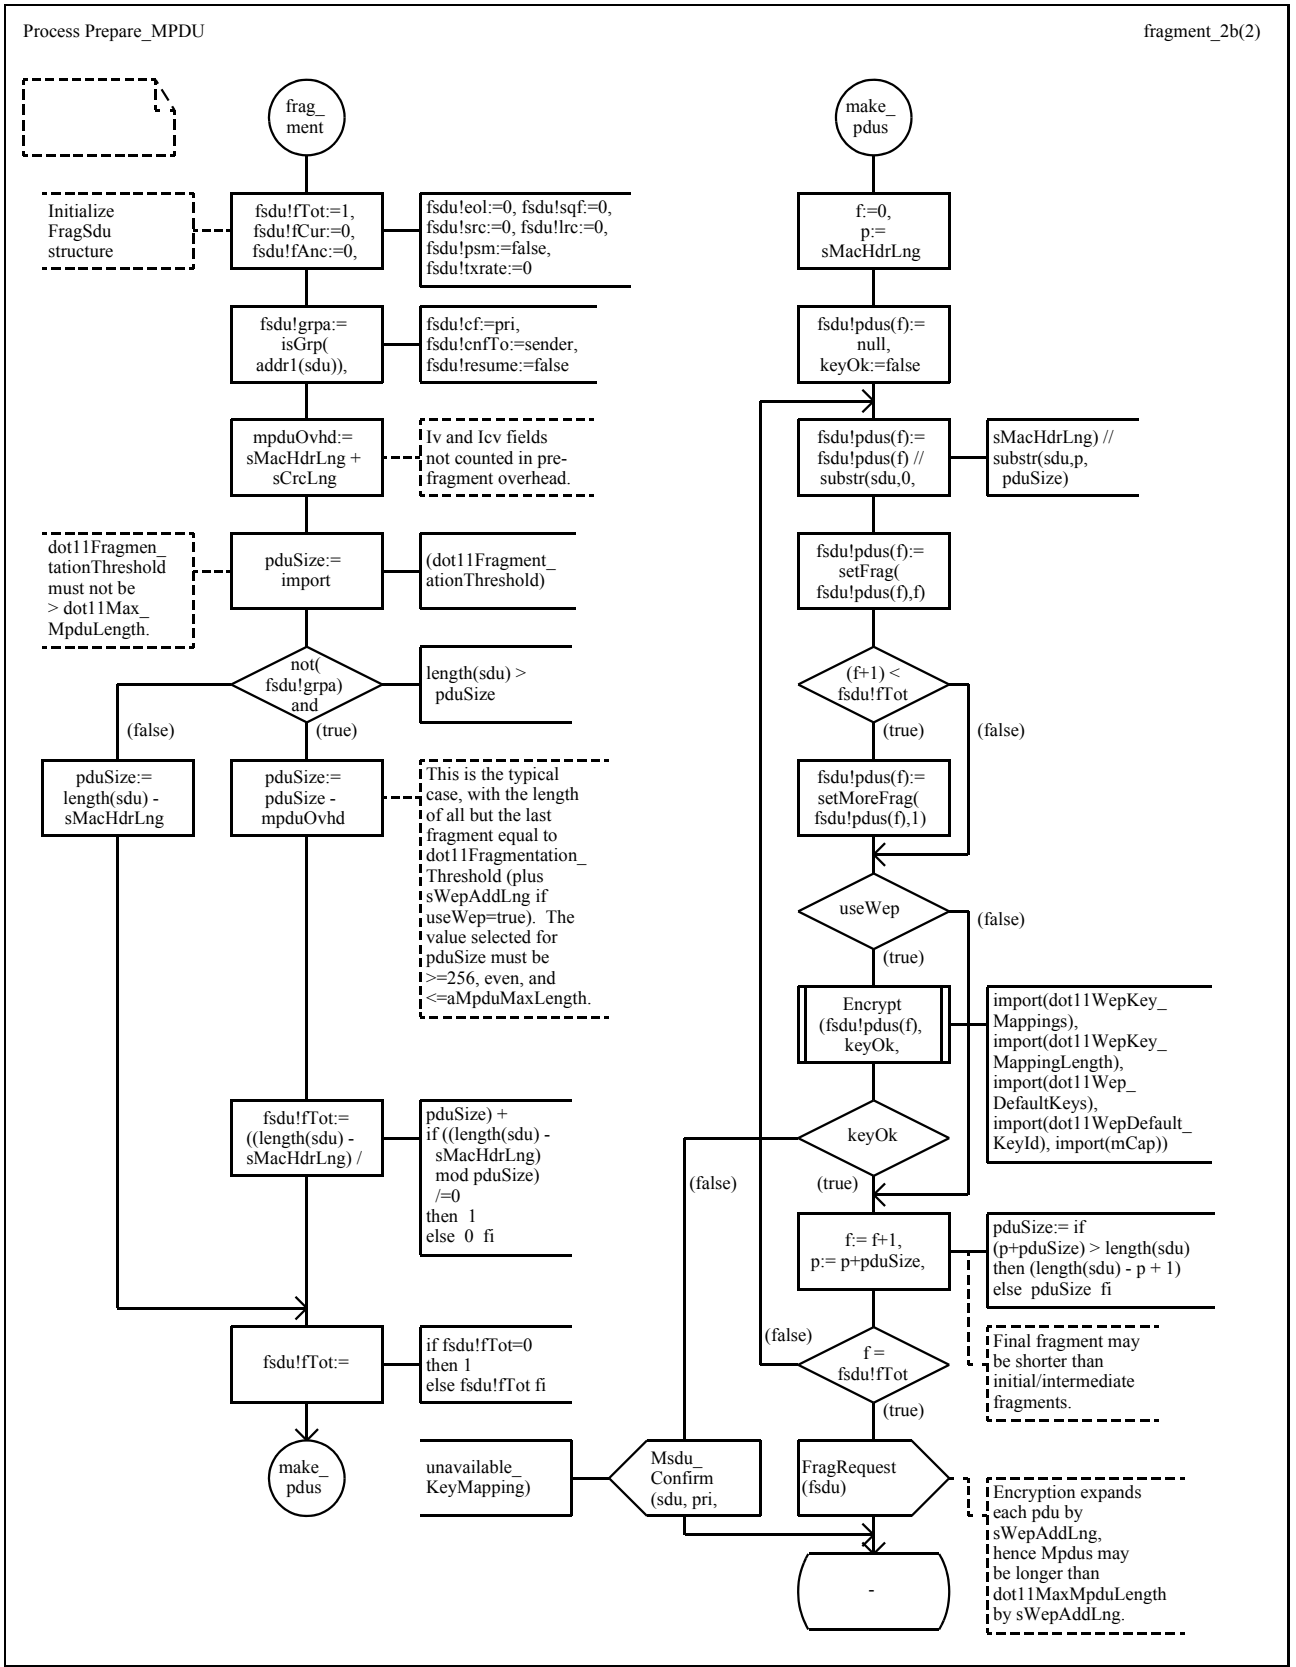 Process Prepare_MPDU
fragment_2b(2)
frag_
ment
Initialize
FragSdu
structure
fsdu!fTot:=1,
fsdu!fCur:=0,
fsdu!fAnc:=0,
fsdu!eol:=0, fsdu!sqf:=0,
fsdu!src:=0, fsdu!lrc:=0,
fsdu!psm:=false,
fsdu!txrate:=0
fsdu!grpa:=
isGrp(
addr1(sdu)),
fsdu!cf:=pri,
fsdu!cnfTo:=sender,
fsdu!resume:=false
mpduOvhd:=
sMacHdrLng +
sCrcLng
Iv and Icv fields
not counted in pre-
fragment overhead.
dot11Fragmen_
tationThreshold
must not be
> dot11Max_
MpduLength.
pduSize:=
import
(dot11Fragment_
ationThreshold)
not(
fsdu!grpa)
and
length(sdu) >
pduSize
(false)
(true)
pduSize:=
length(sdu) -
sMacHdrLng
pduSize:=
pduSize -
mpduOvhd
This is the typical
case, with the length
of all but the last
fragment equal to
dot11Fragmentation_
Threshold (plus
sWepAddLng if
useWep=true).  The
value selected for
pduSize must be
>=256, even, and
<=aMpduMaxLength.
fsdu!fTot:=
((length(sdu) -
sMacHdrLng) /
pduSize) +
if ((length(sdu) -
sMacHdrLng)
mod pduSize)
/=0
then  1
else  0  fi
fsdu!fTot:=
if fsdu!fTot=0
then 1
else fsdu!fTot fi
make_
pdus
make_
pdus
f:=0,
p:=
sMacHdrLng
fsdu!pdus(f):=
null,
keyOk:=false
fsdu!pdus(f):=
fsdu!pdus(f) //
substr(sdu,0,
sMacHdrLng) //
substr(sdu,p,
pduSize)
fsdu!pdus(f):=
setFrag(
fsdu!pdus(f),f)
(f+1) <
fsdu!fTot
(true)
(false)
fsdu!pdus(f):=
setMoreFrag(
fsdu!pdus(f),1)
useWep
(false)
(true)
Encrypt
(fsdu!pdus(f),
keyOk,
import(dot11WepKey_
Mappings),
import(dot11WepKey_
MappingLength),
import(dot11Wep_
DefaultKeys),
import(dot11WepDefault_
KeyId), import(mCap))
keyOk
(false)
(true)
f:= f+1,
p:= p+pduSize,
pduSize:= if
(p+pduSize) > length(sdu)
then (length(sdu) - p + 1)
else  pduSize  fi
Final fragment may
be shorter than
initial/intermediate
fragments.
(false)
f =
fsdu!fTot
(true)
unavailable_
KeyMapping)
Msdu_
Confirm
(sdu, pri,
FragRequest
(fsdu)
Encryption expands
each pdu by
sWepAddLng,
hence Mpdus may
be longer than
dot11MaxMpduLength
by sWepAddLng.
-